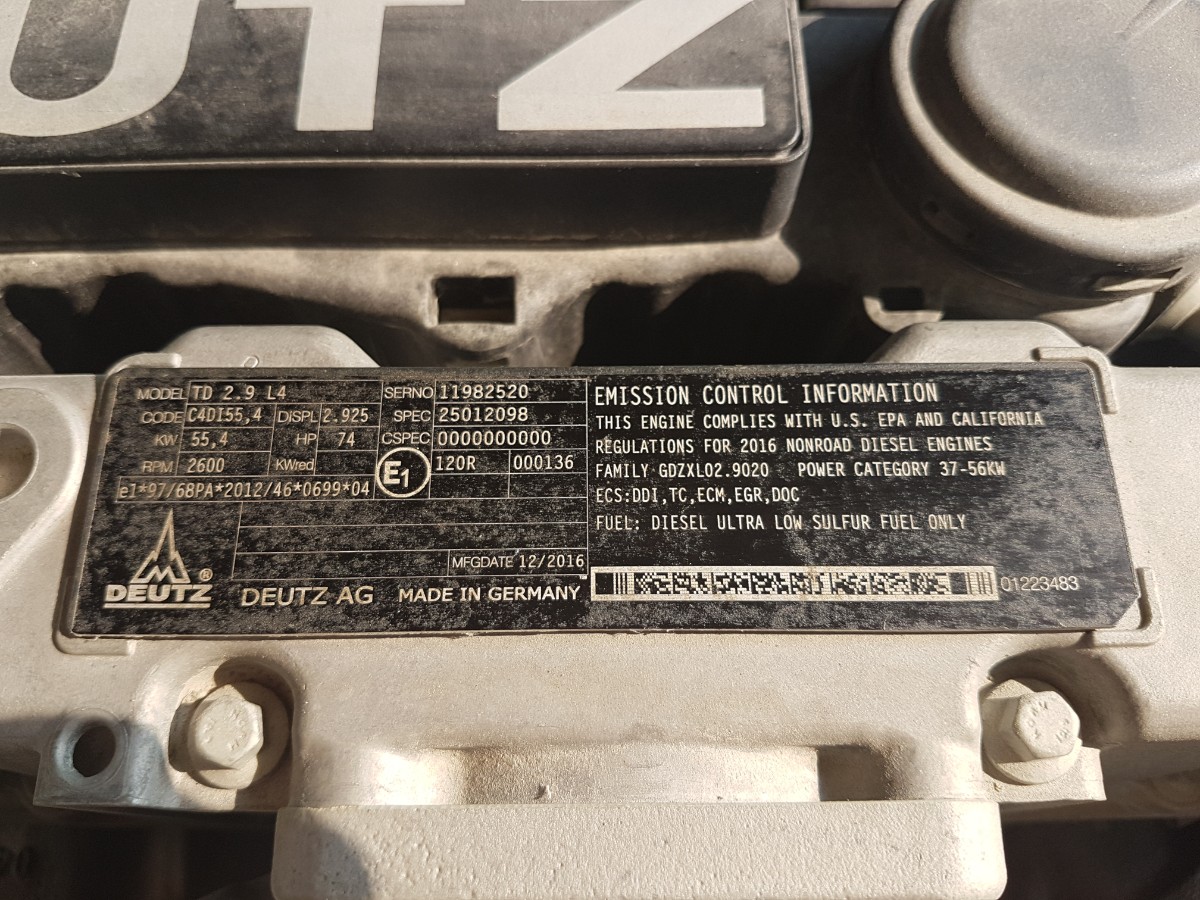 UTZ
MODEL TD 2.9 L4 SERNO 11982520
CODE C4DI55,4 DISPL 2.925 SPEC 25012098
KW 55,4 HP 74 CSPEC 0000000000
RPM 2600 KWred E1 120R 000136
e1*97/68PA*2012/46*0699*04
MFGDATE 12/2016
DEUTZ® DEUTZ AG MADE IN GERMANY
EMISSION CONTROL INFORMATION
THIS ENGINE COMPLIES WITH U.S. EPA AND CALIFORNIA
REGULATIONS FOR 2016 NONROAD DIESEL ENGINES
FAMILY GDZXL02.9020 POWER CATEGORY 37-56KW
ECS:DDI,TC,ECM,EGR,DOC
FUEL: DIESEL ULTRA LOW SULFUR FUEL ONLY
01223483